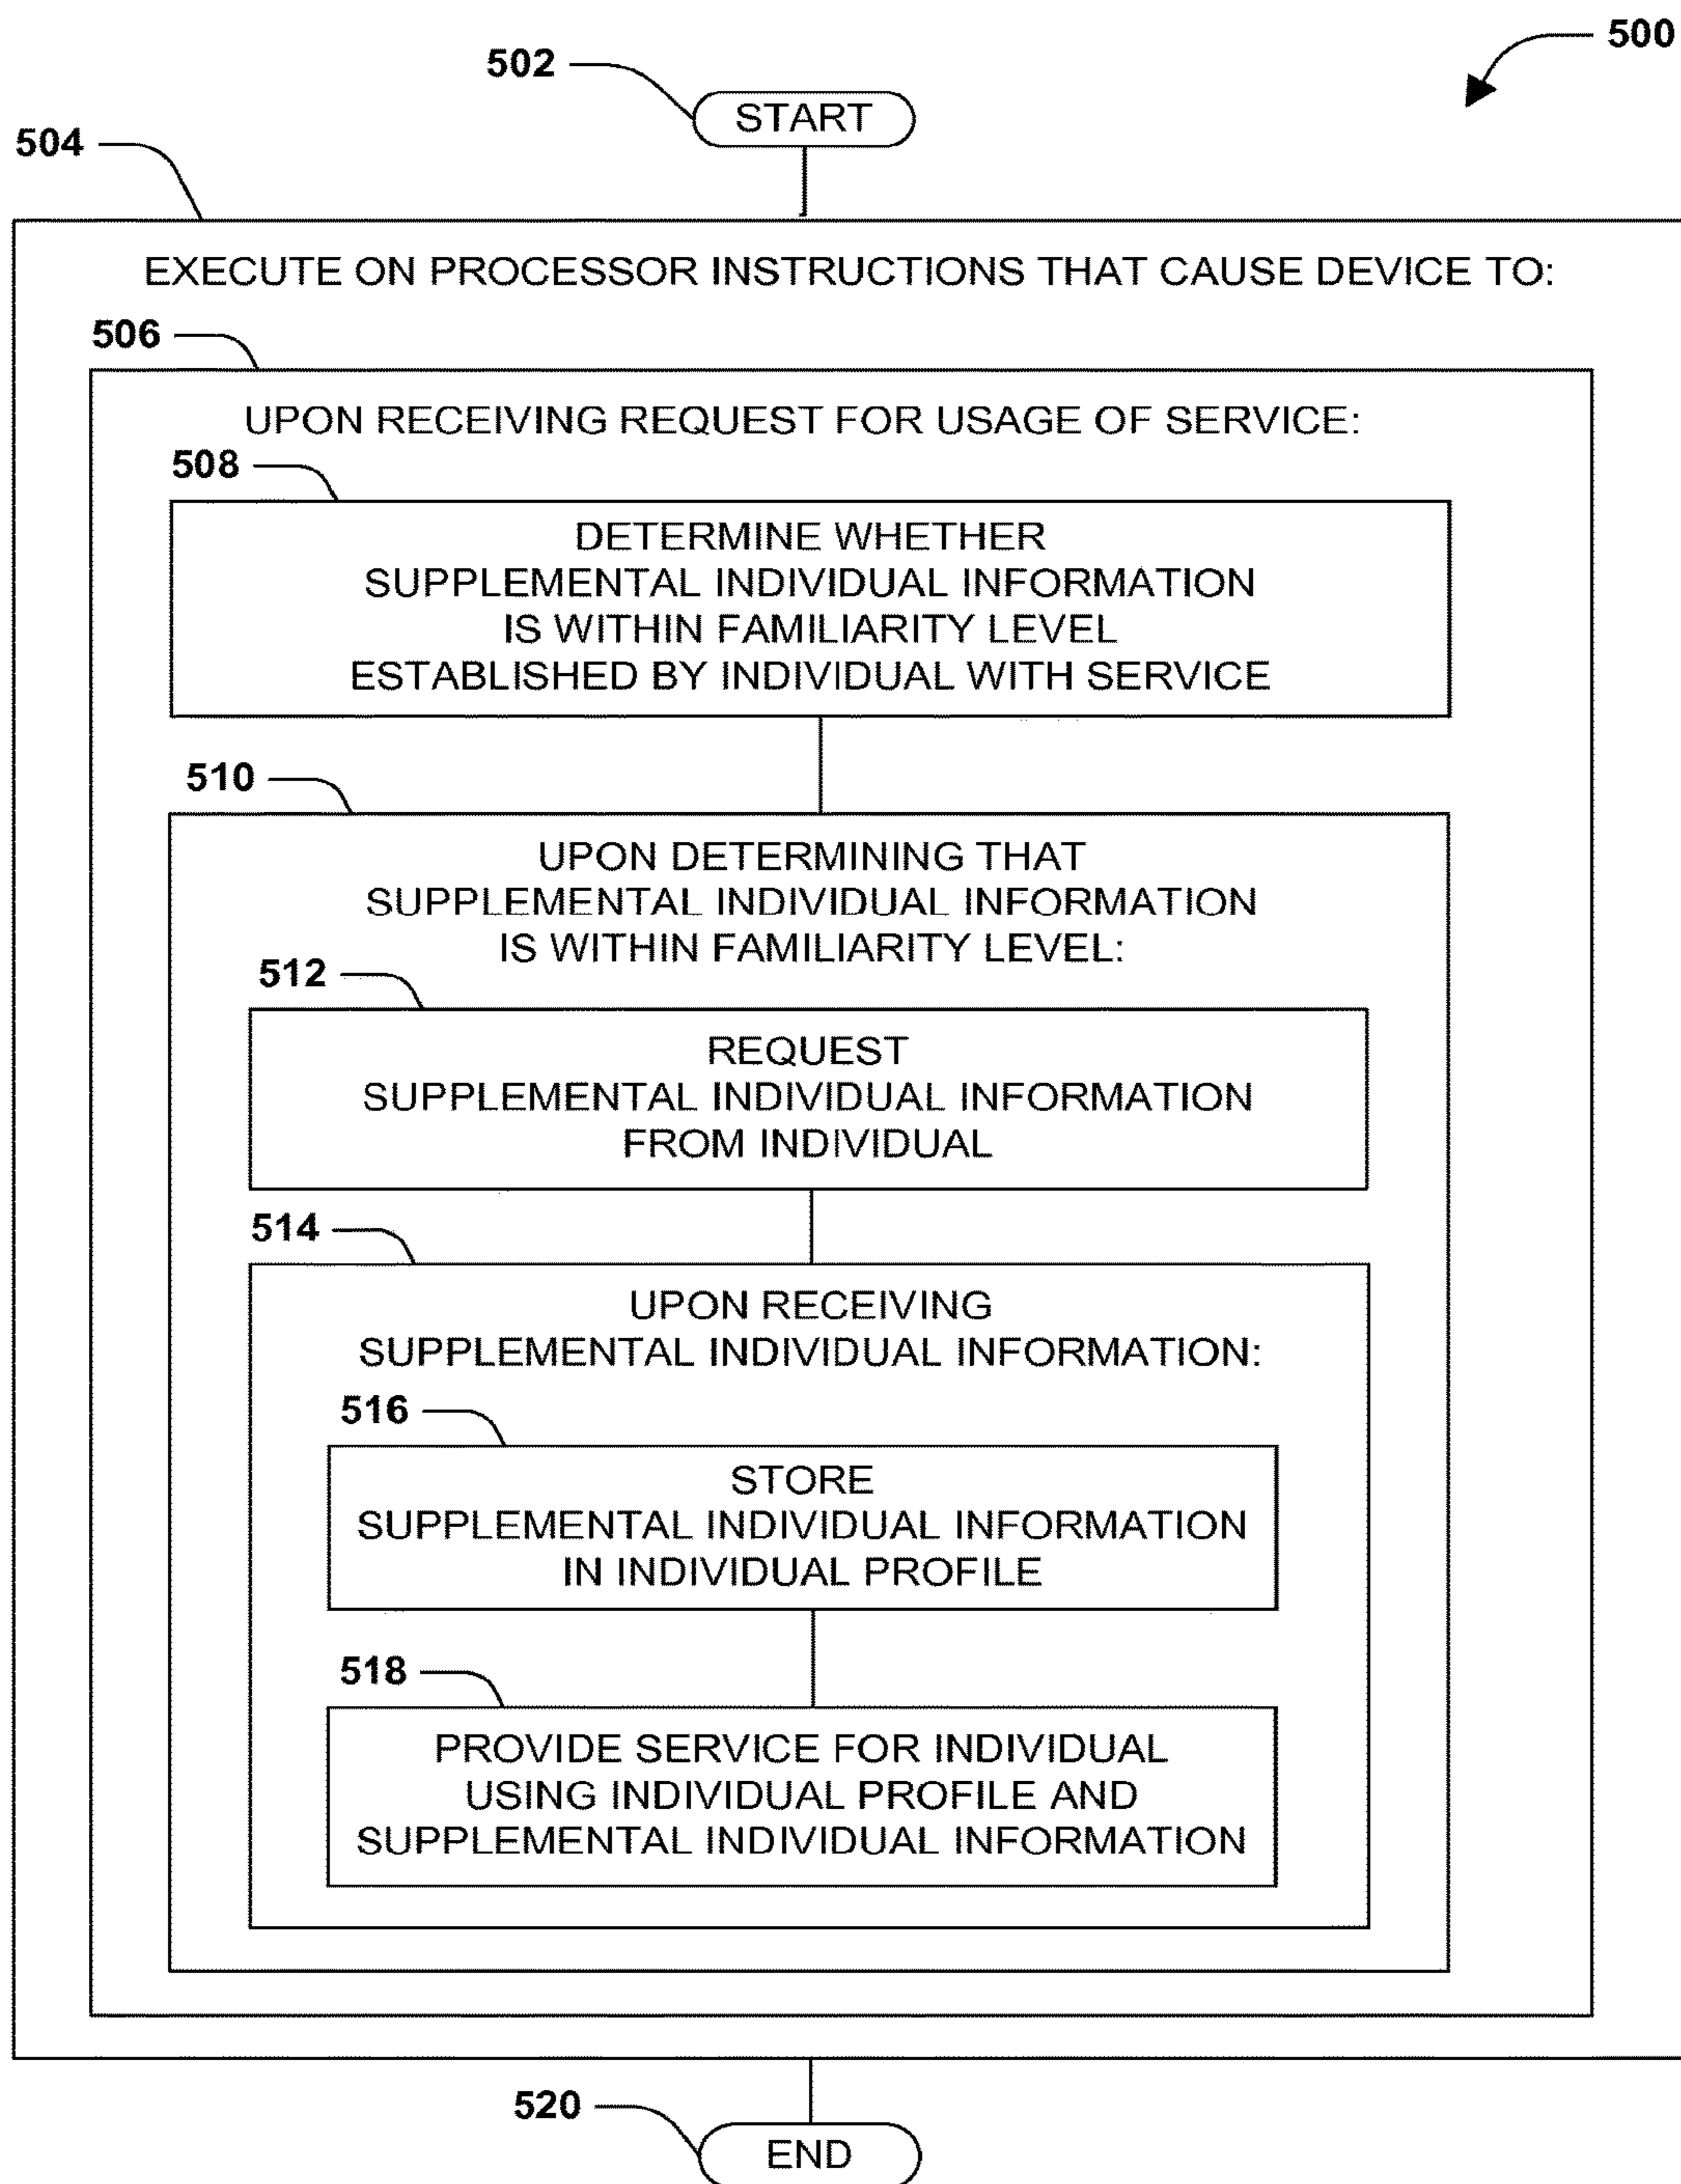 500
502
START
504
EXECUTE ON PROCESSOR INSTRUCTIONS THAT CAUSE DEVICE TO:
506
UPON RECEIVING REQUEST FOR USAGE OF SERVICE:
508
DETERMINE WHETHER
SUPPLEMENTAL INDIVIDUAL INFORMATION
IS WITHIN FAMILIARITY LEVEL
ESTABLISHED BY INDIVIDUAL WITH SERVICE
510
UPON DETERMINING THAT
SUPPLEMENTAL INDIVIDUAL INFORMATION
IS WITHIN FAMILIARITY LEVEL:
512
REQUEST
SUPPLEMENTAL INDIVIDUAL INFORMATION
FROM INDIVIDUAL
514
UPON RECEIVING
SUPPLEMENTAL INDIVIDUAL INFORMATION:
516
STORE
SUPPLEMENTAL INDIVIDUAL INFORMATION
IN INDIVIDUAL PROFILE
518
PROVIDE SERVICE FOR INDIVIDUAL
USING INDIVIDUAL PROFILE AND
SUPPLEMENTAL INDIVIDUAL INFORMATION
520
END